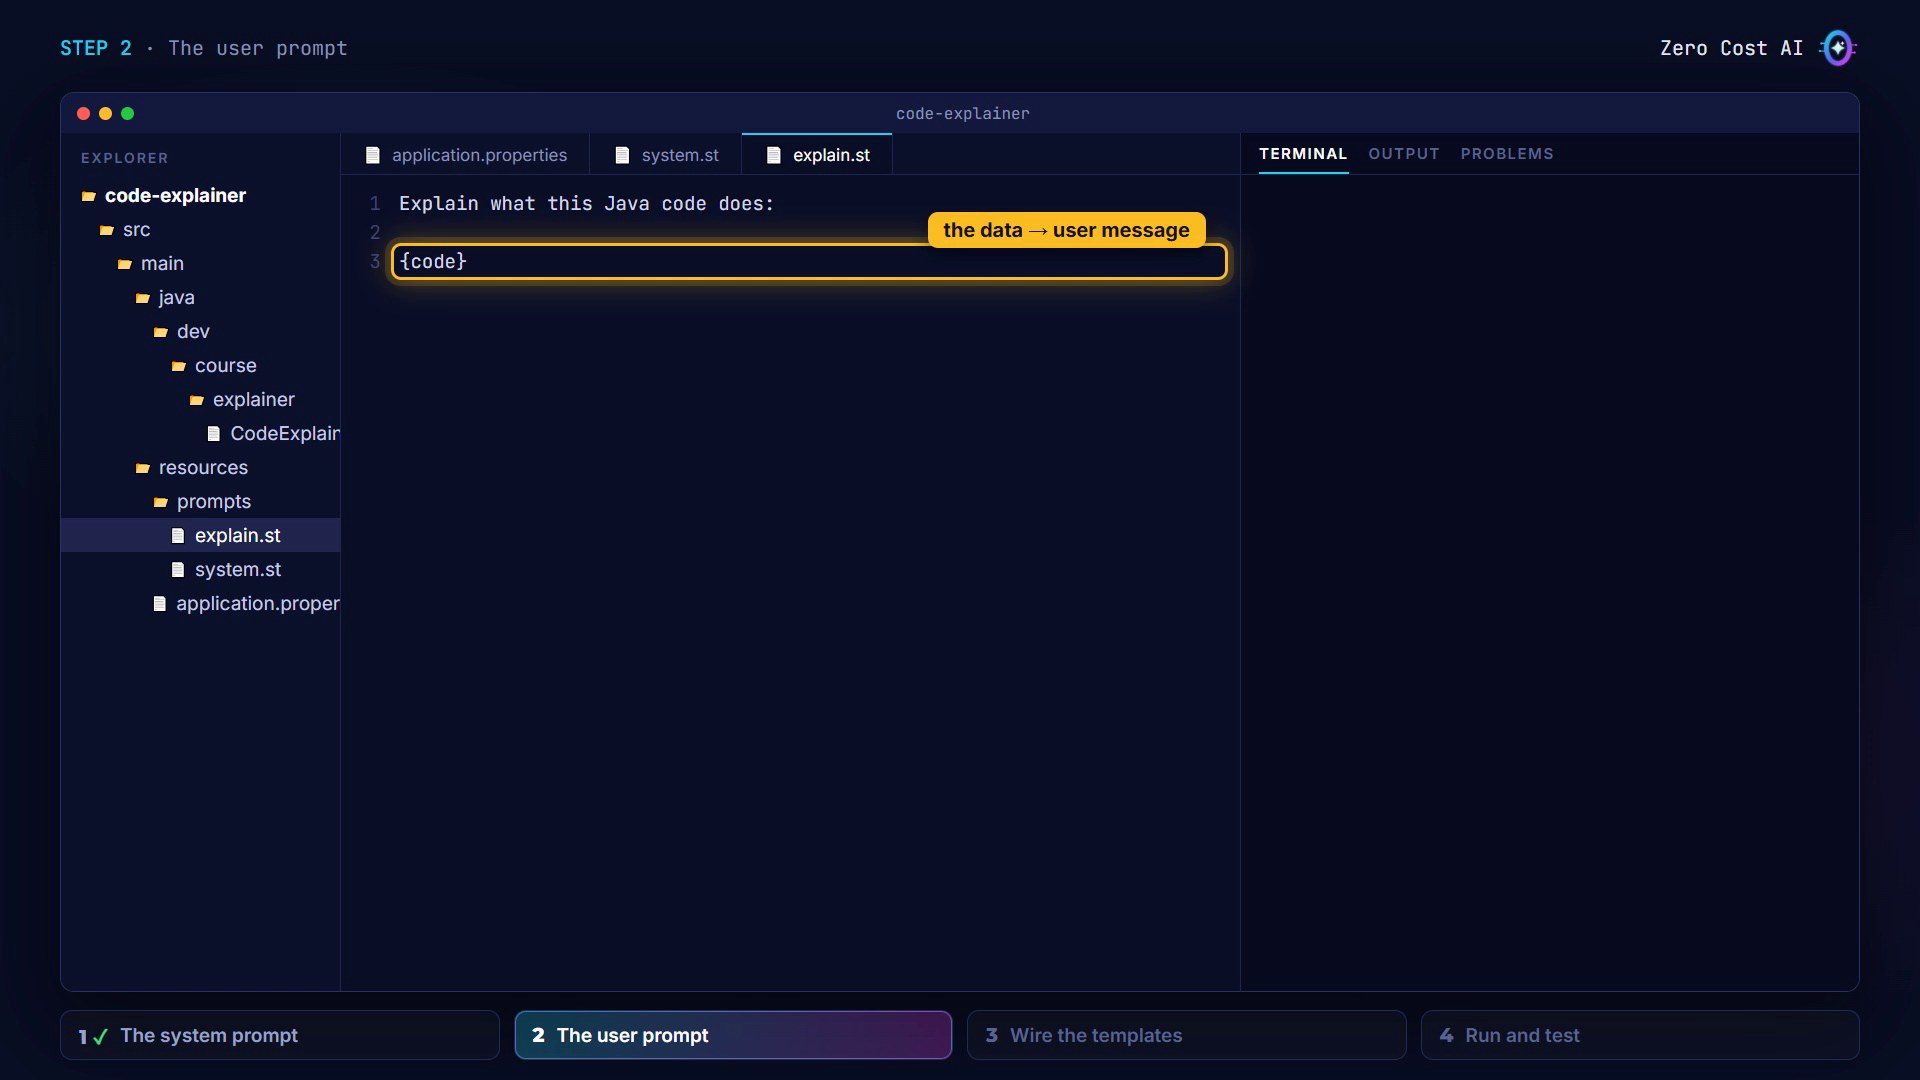 STEP 2 · The user prompt
Zero Cost AI
code-explainer
EXPLORER
code-explainer
src
main
java
dev
course
explainer
CodeExplain
resources
prompts
explain.st
system.st
application.proper
application.properties
system.st
explain.st
1 Explain what this Java code does:
2
the data → user message
3 {code}
TERMINAL OUTPUT PROBLEMS
1 ✓ The system prompt
2 The user prompt
3 Wire the templates
4 Run and test